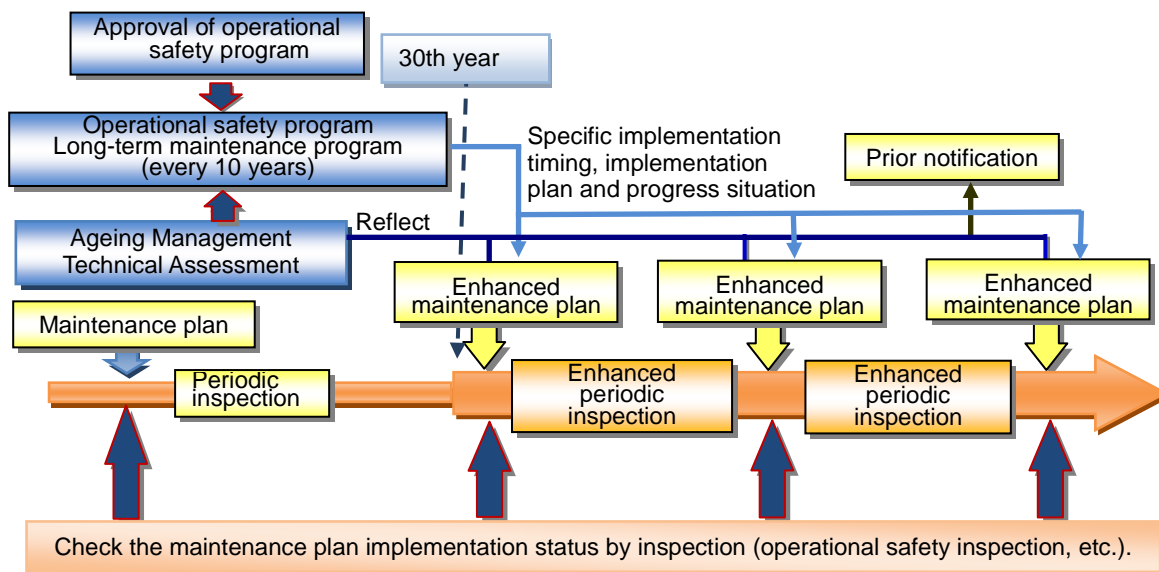 Approval of operational
safety program
30th year
Operational safety program
Long-term maintenance program
(every 10 years)
Specific implementation
timing, implementation
plan and progress situation
Prior notification
Reflect
Ageing Management
Technical Assessment
Enhanced
maintenance plan
Enhanced
maintenance plan
Enhanced
maintenance plan
Maintenance plan
Periodic
inspection
Enhanced
periodic
inspection
Enhanced
periodic
inspection
Check the maintenance plan implementation status by inspection (operational safety inspection, etc.).